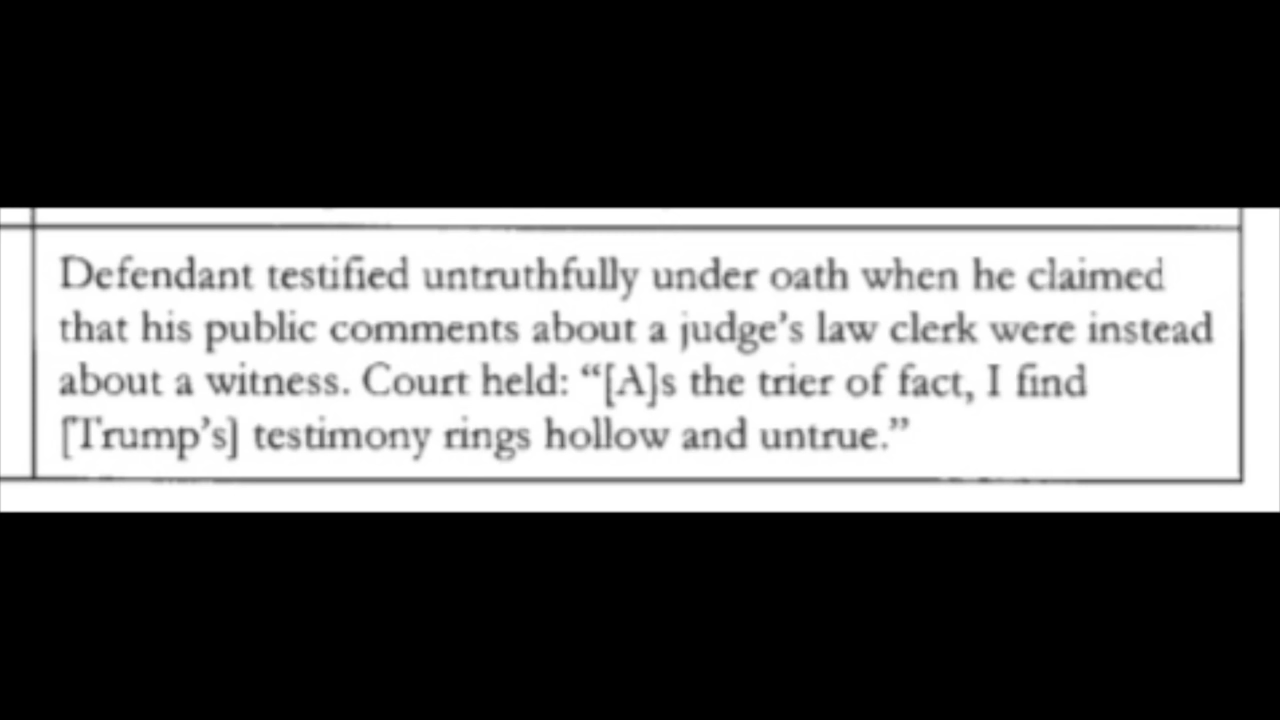 Defendant testified untruthfully under oath when he claimed
that his public comments about a judge’s law clerk were instead
about a witness. Court held: “[A]s the trier of fact, I find
[Trump’s] testimony rings hollow and untrue.”